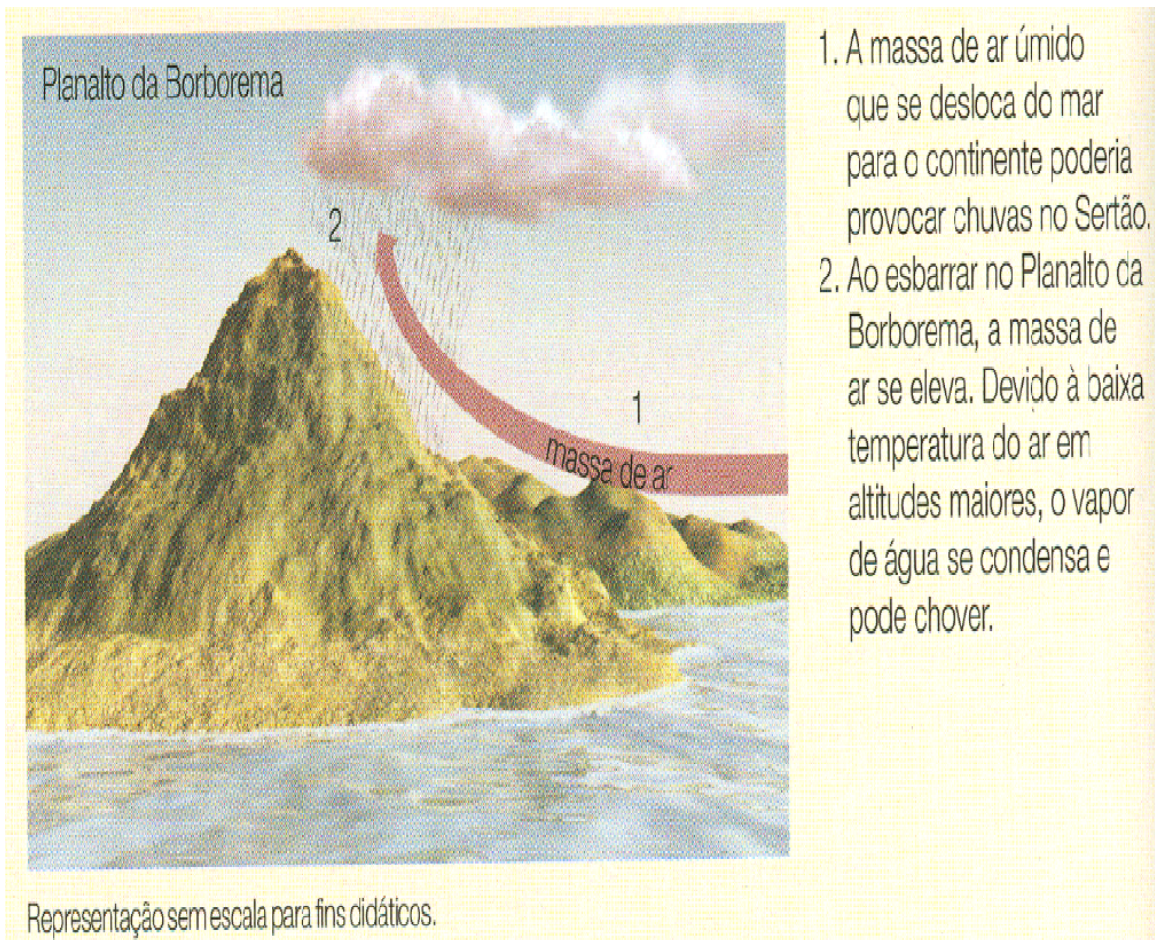 Planalto da Borborema
2
1
massa de ar
1. A massa de ar úmido
que se desloca do mar
para o continente poderia
provocar chuvas no Sertão.
2. Ao esbarrar no Planalto da
Borborema, a massa de
ar se eleva. Devido à baixa
temperatura do ar em
altitudes maiores, o vapor
de água se condensa e
pode chover.
Representação sem escala para fins didáticos.